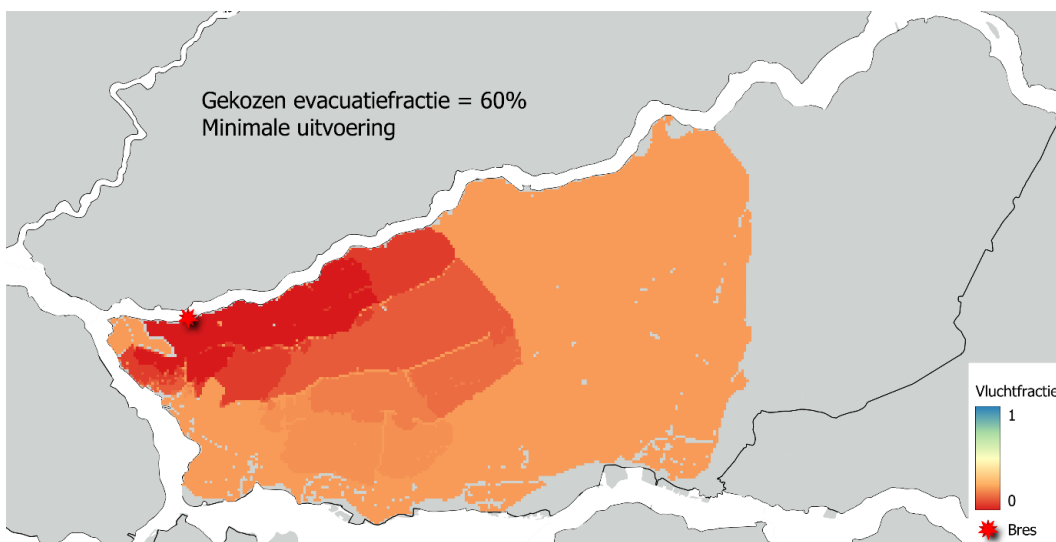 Gekozen evacuatiefractie = 60%
Minimale uitvoering
Vluchtfractie
1
0
Bres